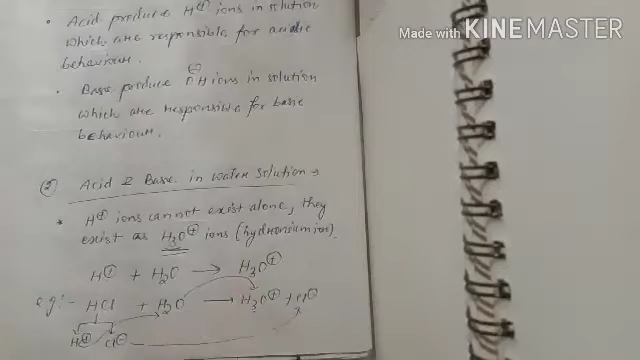 Made with KINEMASTER
• Acid produce H⊕ ions in solution
which are responsible for acidic
behaviour.
• Base produce ⊖OH ions in solution
which are responsible for basic
behaviour.
② Acid & Base in water solution →
* H⊕ ions cannot exist alone, they
exist as H₃O⊕ ions (hydronium ion).
H⊕ + H₂O → H₃O⊕
e.g:- HCl + H₂O → H₃O⊕ + Cl⊖
H⊕ Cl⊖